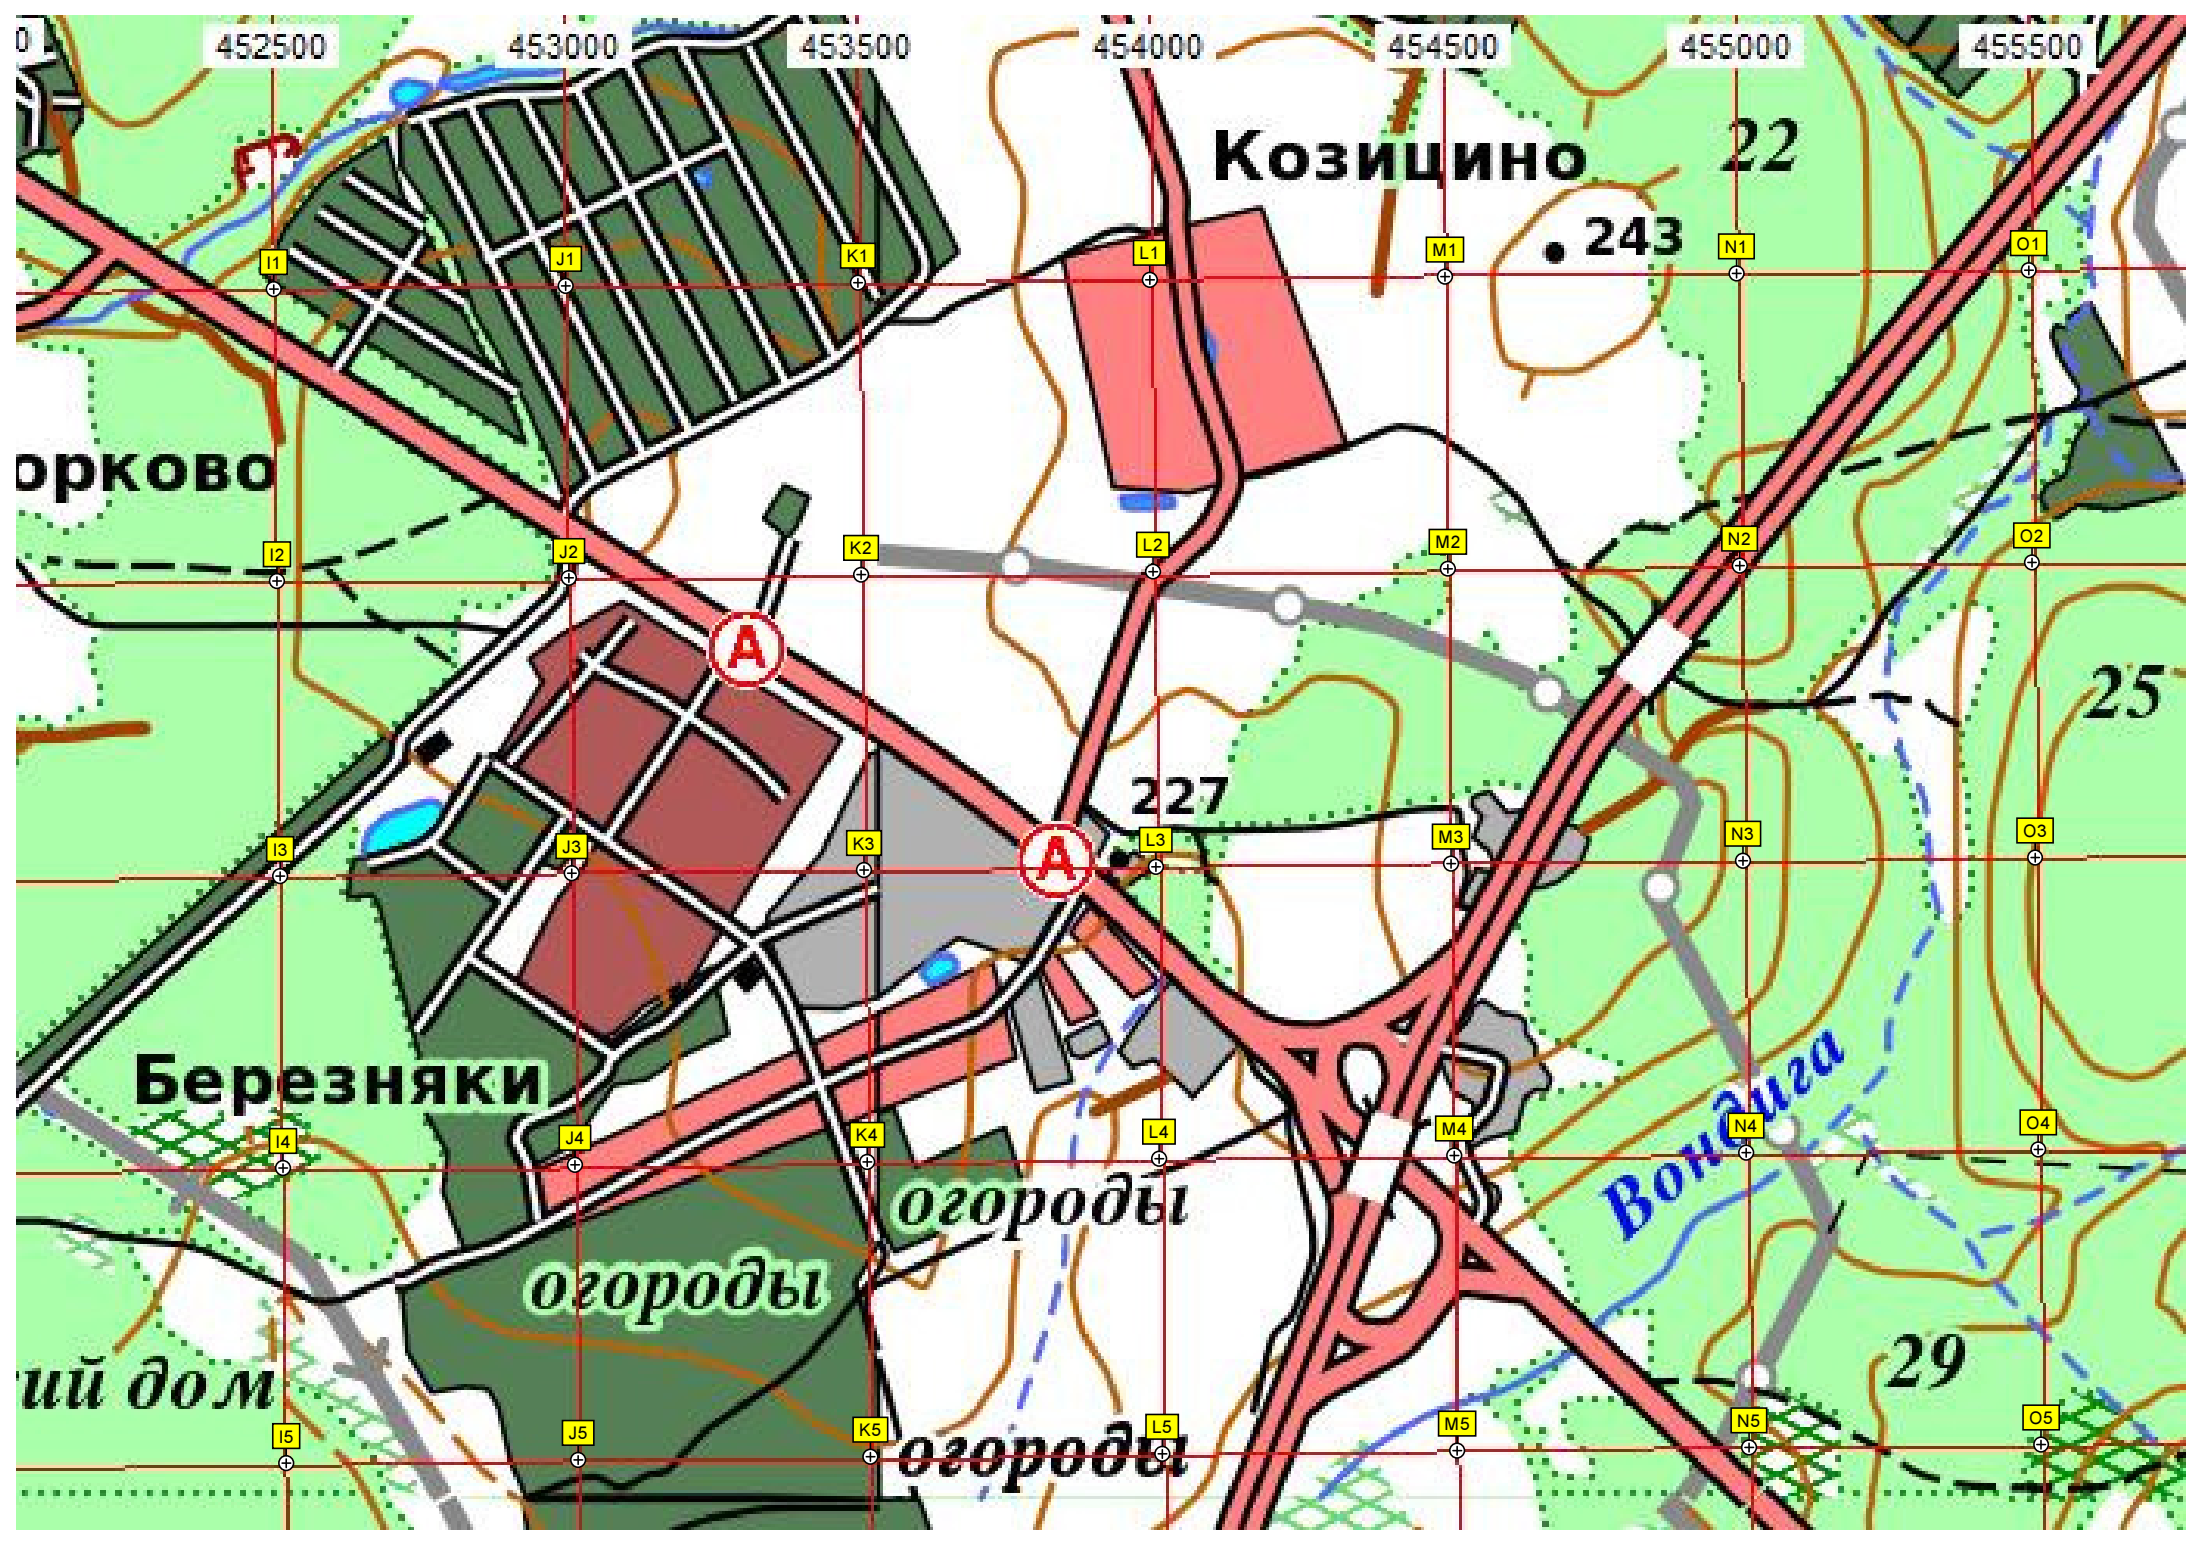 0 452500 453000 453500 454000 454500 455000 455500
Козицино 22
243
I1 J1 K1 L1 M1 N1 O1
орково
I2 J2 K2 L2 M2 N2 O2
А
25
227
I3 J3 K3 L3 M3 N3 O3
А
Березняки
Вондига
I4 J4 K4 L4 M4 N4 O4
огороды
огороды
ий дом
29
I5 J5 K5 L5 M5 N5 O5
огороды